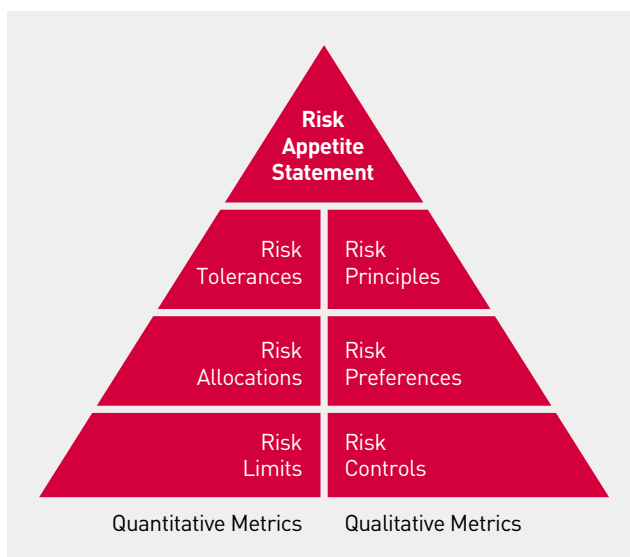 Risk
Appetite
Statement
Risk
Tolerances
Risk
Principles
Risk
Allocations
Risk
Preferences
Risk
Limits
Risk
Controls
Quantitative Metrics
Qualitative Metrics